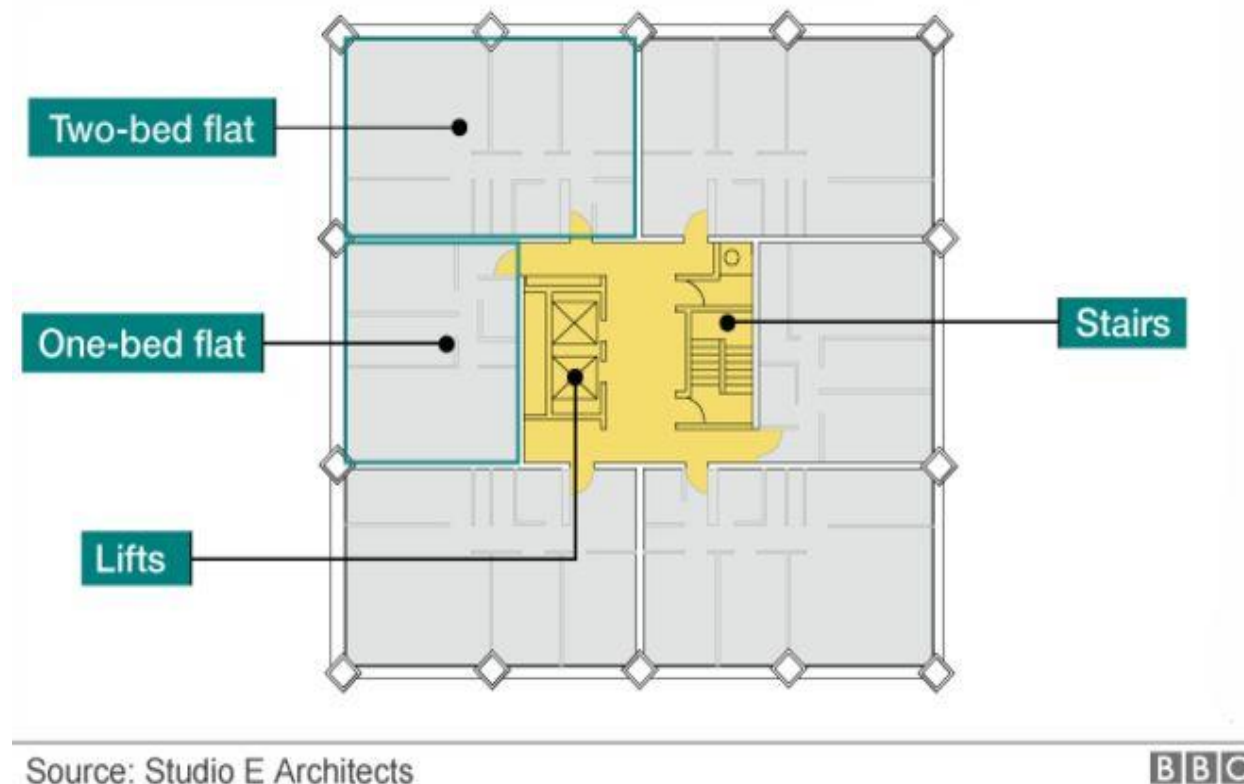 Two-bed flat
One-bed flat
Stairs
Lifts
Source: Studio E Architects
BBC